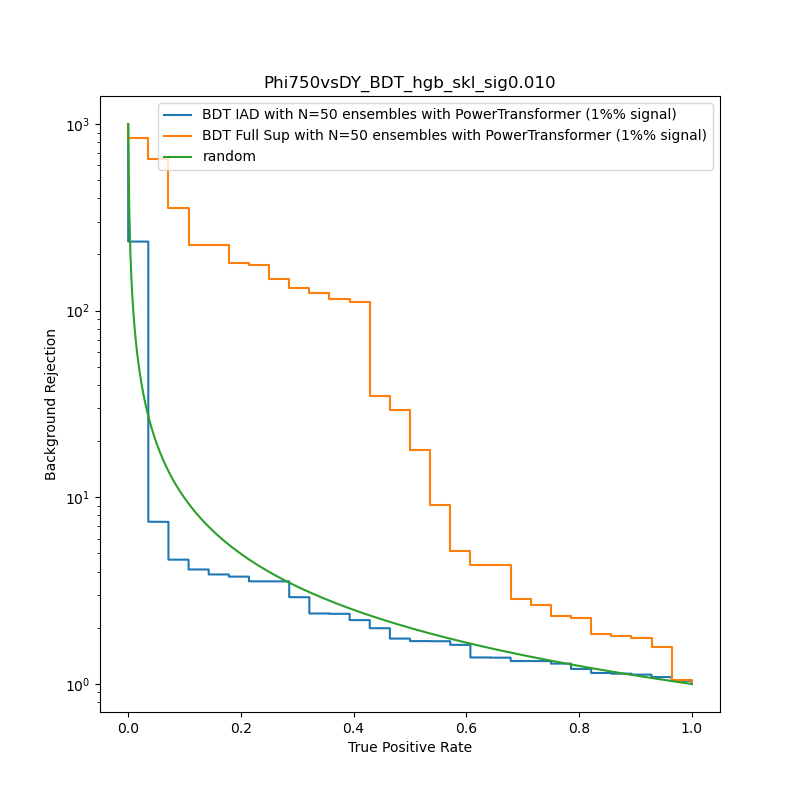 Phi750vsDY_BDT_hgb_skl_sig0.010
BDT IAD with N=50 ensembles with PowerTransformer (1%% signal)
BDT Full Sup with N=50 ensembles with PowerTransformer (1%% signal)
random
10³
10²
10¹
10⁰
Background Rejection
0.0 0.2 0.4 0.6 0.8 1.0
True Positive Rate